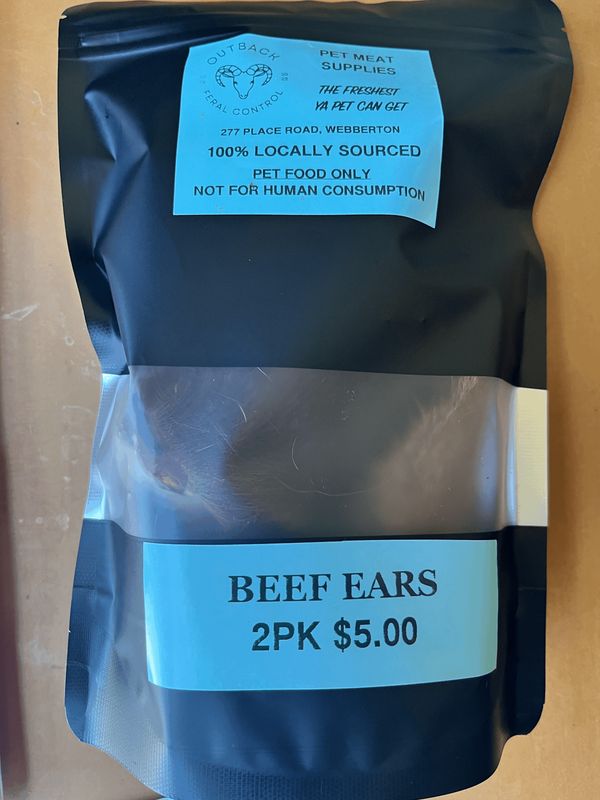 OUTBACK
FERAL CONTROL
PET MEAT
SUPPLIES
THE FRESHEST
YA PET CAN GET
277 PLACE ROAD, WEBBERTON
100% LOCALLY SOURCED
PET FOOD ONLY
NOT FOR HUMAN CONSUMPTION
BEEF EARS
2PK $5.00